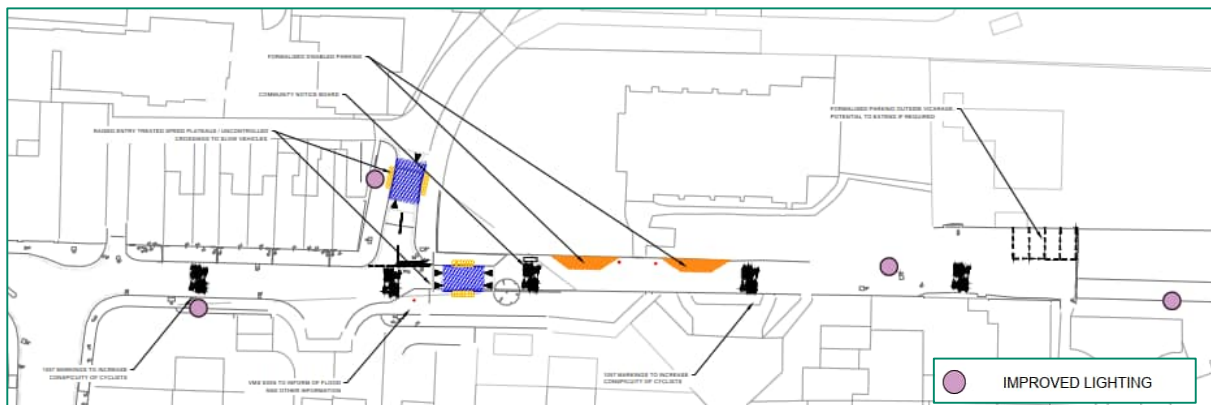 FORMALISED DISABLED PARKING
COMMUNITY NOTICE BOARD
RAISED ENTRY TREATED SPEED PLATEAUS / UNCONTROLLED
CROSSINGS TO SLOW VEHICLES
FORMALISED PARKING OUTSIDE VICARAGE
POTENTIAL TO EXTEND IF REQUIRED
1057 MARKINGS TO INCREASE
CONSPICUITY OF CYCLISTS
VMS SIGN TO INFORM OF FLOOD
AND OTHER INFORMATION
1057 MARKINGS TO INCREASE
CONSPICUITY OF CYCLISTS
IMPROVED LIGHTING